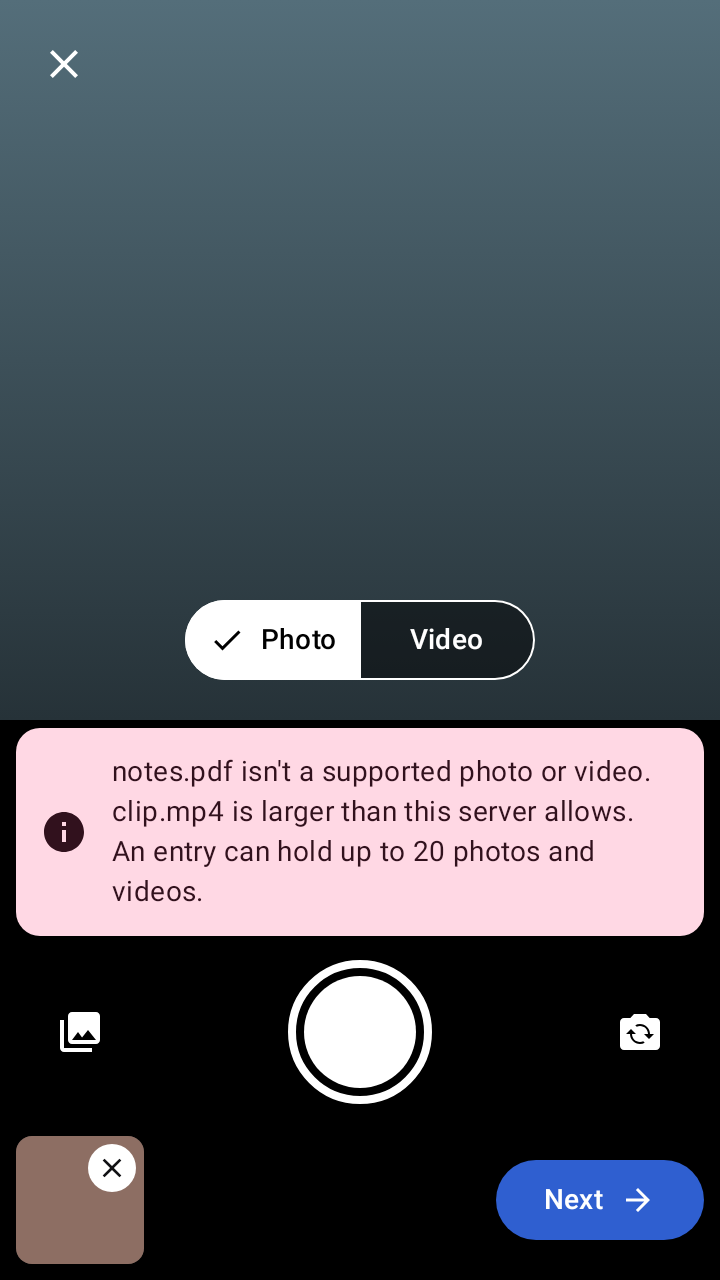 Photo
Video
notes.pdf isn't a supported photo or video.
clip.mp4 is larger than this server allows.
An entry can hold up to 20 photos and
videos.
Next